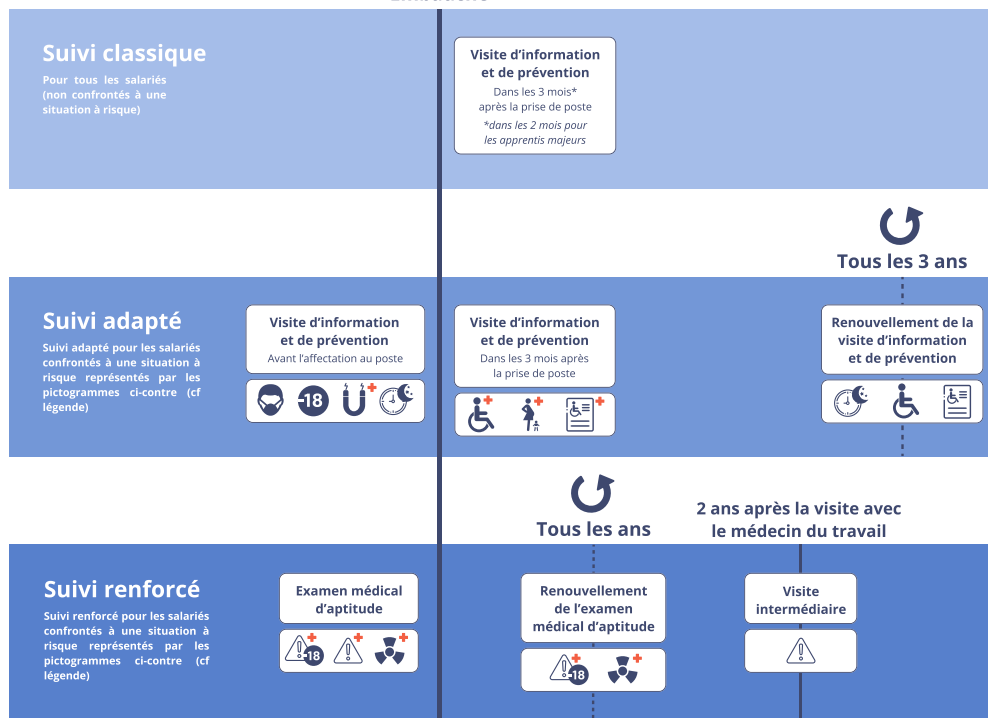 Suivi classique
Pour tous les salariés
(non confrontés à une
situation à risque)
Visite d’information
et de prévention
Dans les 3 mois*
après la prise de poste
*dans les 2 mois pour
les apprentis majeurs
Tous les 3 ans
Suivi adapté
Suivi adapté pour les salariés
confrontés à une situation à
risque représentés par les
pictogrammes ci-contre (cf
légende)
Visite d’information
et de prévention
Avant l’affectation au poste
-18
Visite d’information
et de prévention
Dans les 3 mois après
la prise de poste
Renouvellement de la
visite d’information
et de prévention
Tous les ans
2 ans après la visite avec
le médecin du travail
Suivi renforcé
Suivi renforcé pour les salariés
confrontés à une situation à
risque représentés par les
pictogrammes ci-contre (cf
légende)
Examen médical
d’aptitude
-18
Renouvellement
de l’examen
médical d’aptitude
-18
Visite
intermédiaire